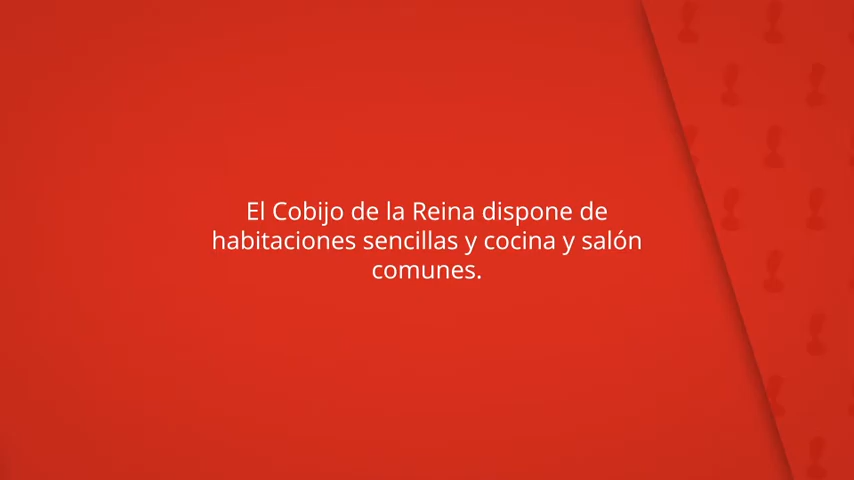 El Cobijo de la Reina dispone de
habitaciones sencillas y cocina y salón
comunes.